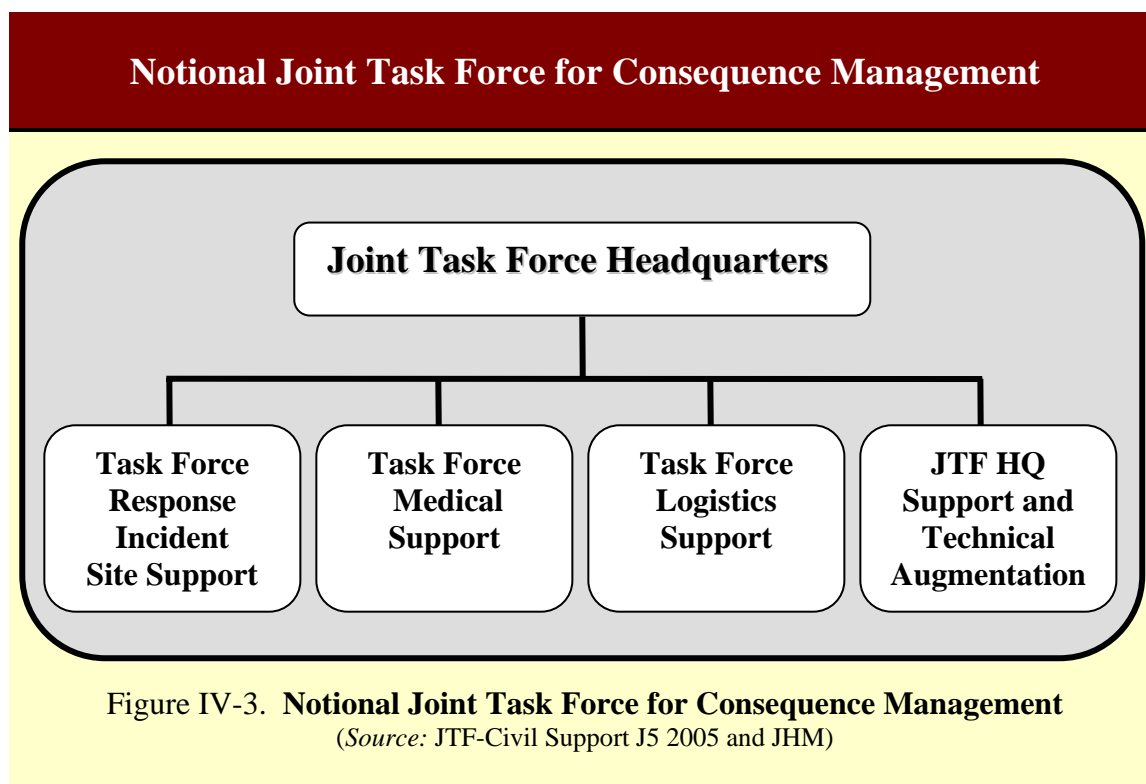 Notional Joint Task Force for Consequence Management
Joint Task Force Headquarters
Task Force
Response
Incident
Site Support
Task Force
Medical
Support
Task Force
Logistics
Support
JTF HQ
Support and
Technical
Augmentation
Figure IV-3. Notional Joint Task Force for Consequence Management
(Source: JTF-Civil Support J5 2005 and JHM)